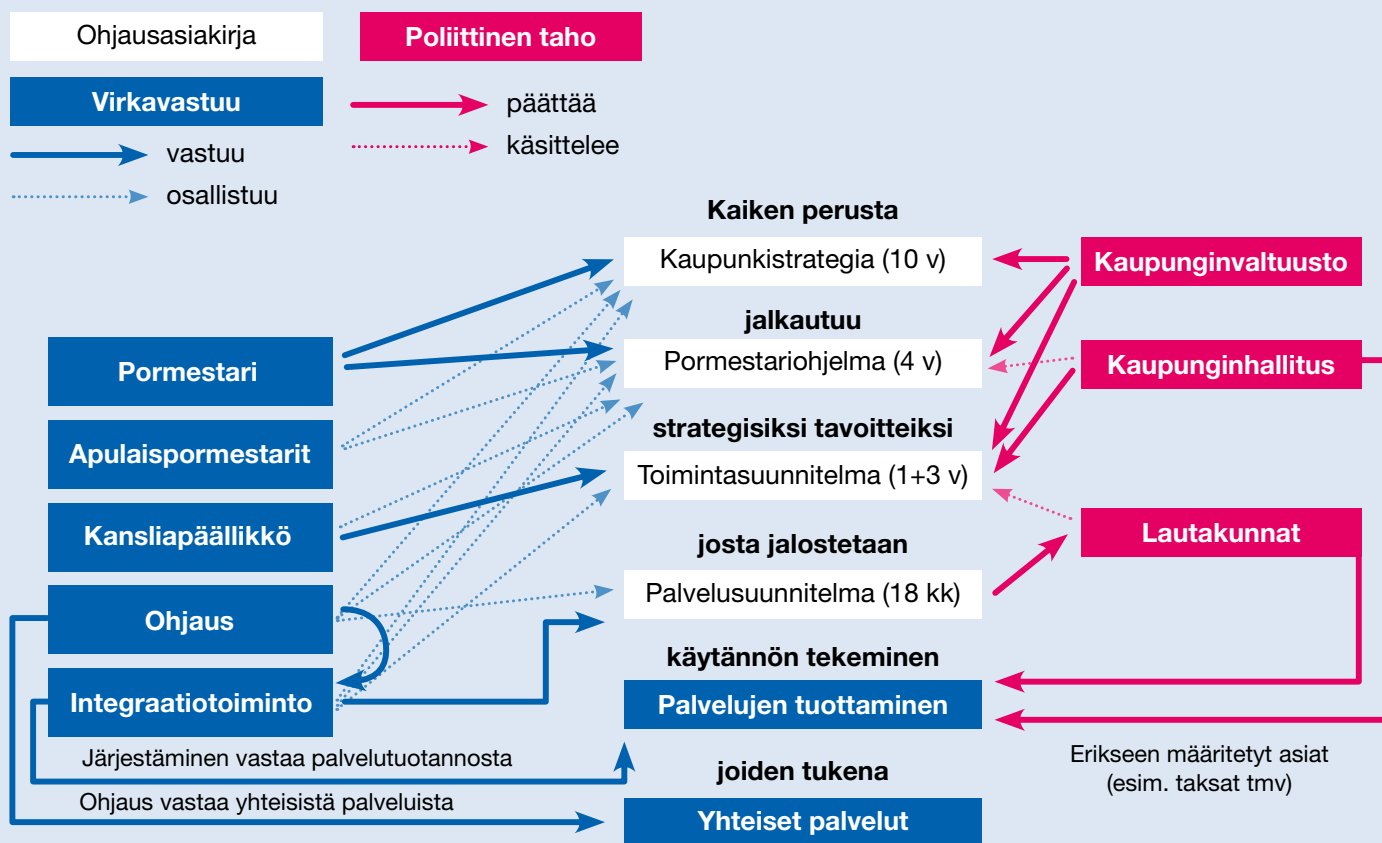 Ohjausasiakirja
Poliittinen taho
Virkavastuu
päättää
vastuu
käsittelee
osallistuu
Kaiken perusta
Kaupunkistrategia (10 v)
Kaupunginvaltuusto
jalkautuu
Pormestari
Pormestariohjelma (4 v)
Kaupunginhallitus
Apulaispormestarit
strategisiksi tavoitteiksi
Toimintasuunnitelma (1+3 v)
Kansliapäällikkö
josta jalostetaan
Lautakunnat
Ohjaus
Palvelusuunnitelma (18 kk)
käytännön tekeminen
Integraatiotoiminto
Palvelujen tuottaminen
Järjestäminen vastaa palvelutuotannosta
joiden tukena
Erikseen määritetyt asiat
(esim. taksat tmv)
Ohjaus vastaa yhteisistä palveluista
Yhteiset palvelut